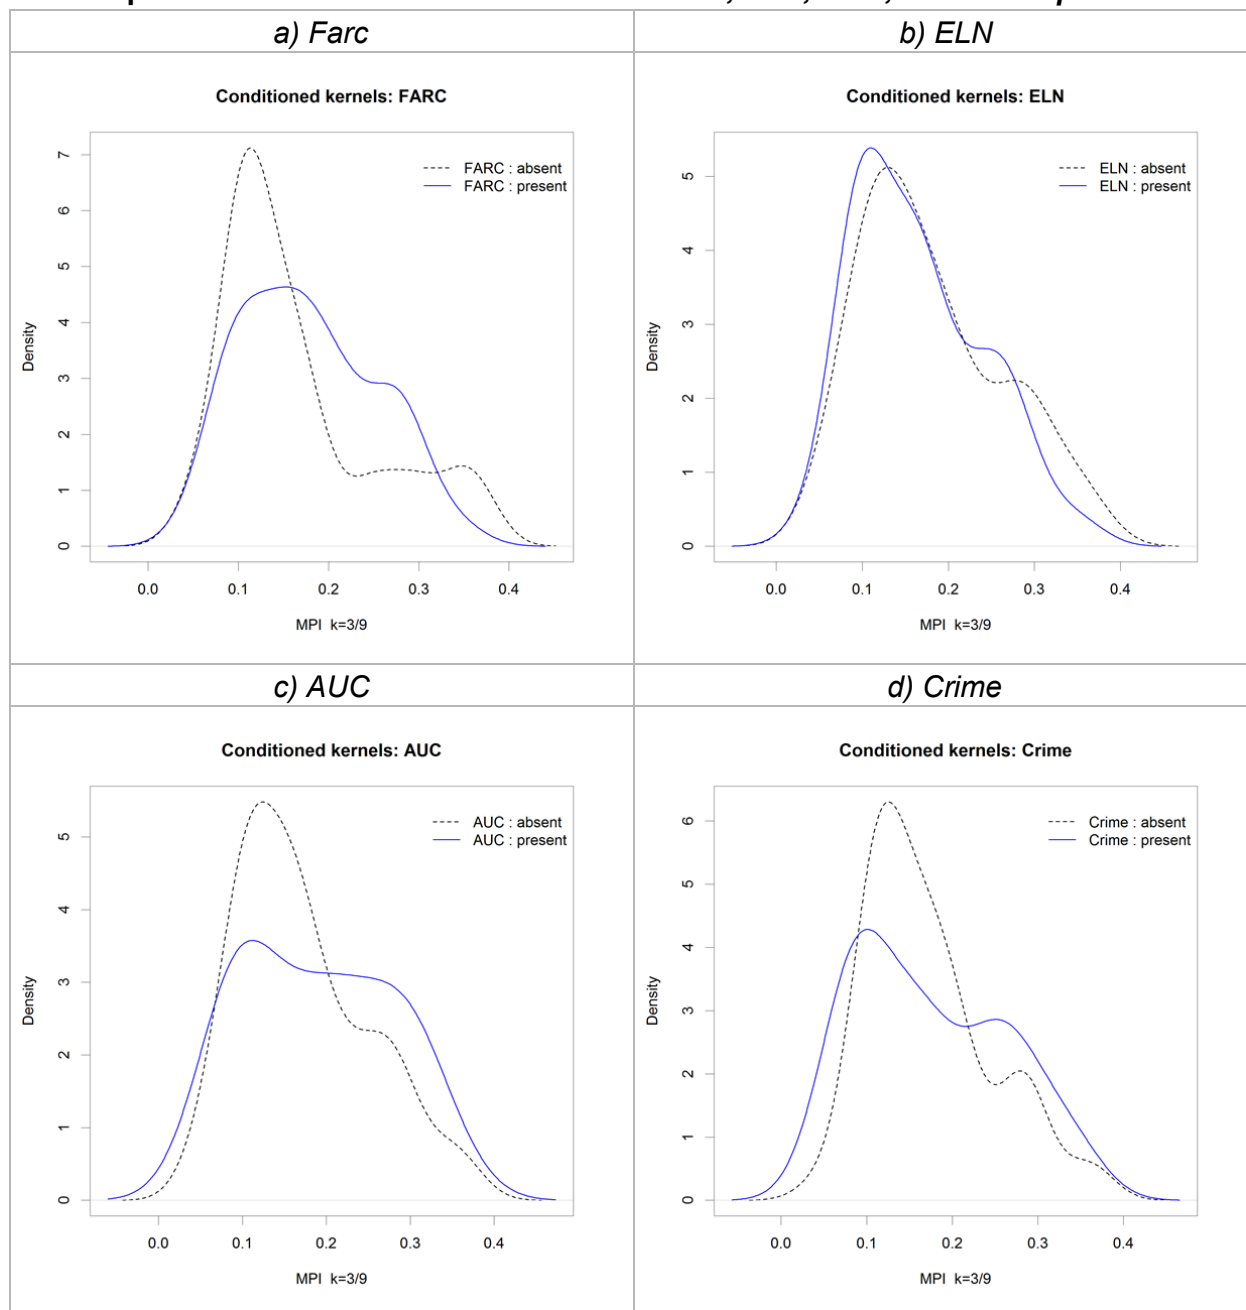 a) Farc
b) ELN
Conditioned kernels: FARC
FARC : absent
FARC : present
Density
0
1
2
3
4
5
6
7
0.0 0.1 0.2 0.3 0.4
MPI k=3/9
Conditioned kernels: ELN
ELN : absent
ELN : present
Density
0
1
2
3
4
5
0.0 0.1 0.2 0.3 0.4
MPI k=3/9
c) AUC
d) Crime
Conditioned kernels: AUC
AUC : absent
AUC : present
Density
0
1
2
3
4
5
0.0 0.1 0.2 0.3 0.4
MPI k=3/9
Conditioned kernels: Crime
Crime : absent
Crime : present
Density
0
1
2
3
4
5
6
0.0 0.1 0.2 0.3 0.4
MPI k=3/9